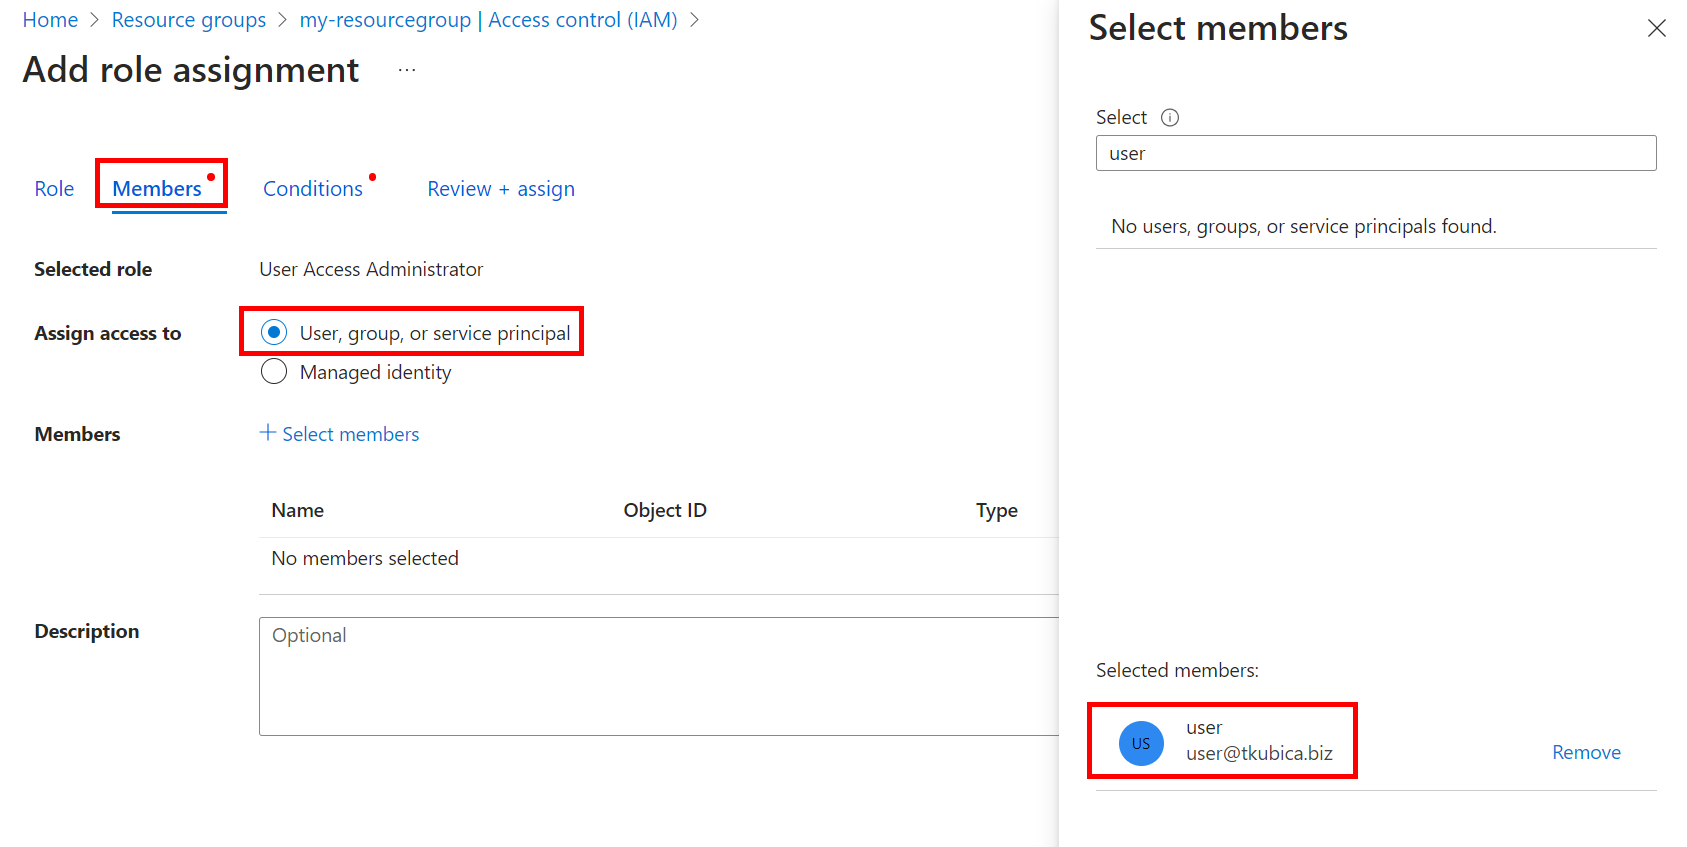 Home > Resource groups > my-resourcegroup | Access control (IAM) >
Add role assignment ...
Role Members Conditions Review + assign
Selected role User Access Administrator
Assign access to User, group, or service principal
Managed identity
Members + Select members
Name Object ID Type
No members selected
Description Optional
Select members
Select
user
No users, groups, or service principals found.
Selected members:
US
user
user@tkubica.biz
Remove